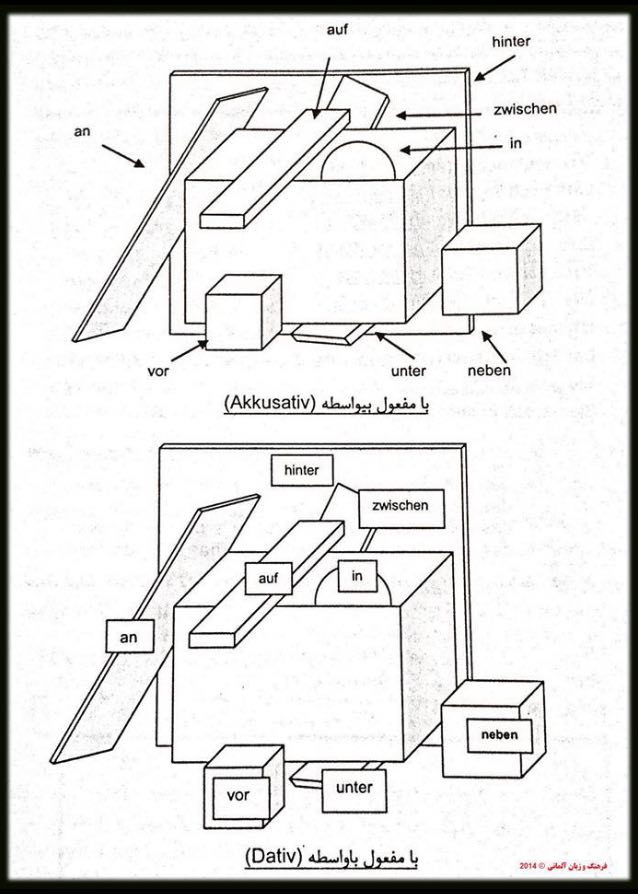 auf
hinter
zwischen
an
in
vor
unter
neben
با مفعول بیواسطه (Akkusativ)
hinter
zwischen
auf
in
an
neben
vor
unter
با مفعول باواسطه (Dativ)
فرهنگ و زبان آلمانی © 2014